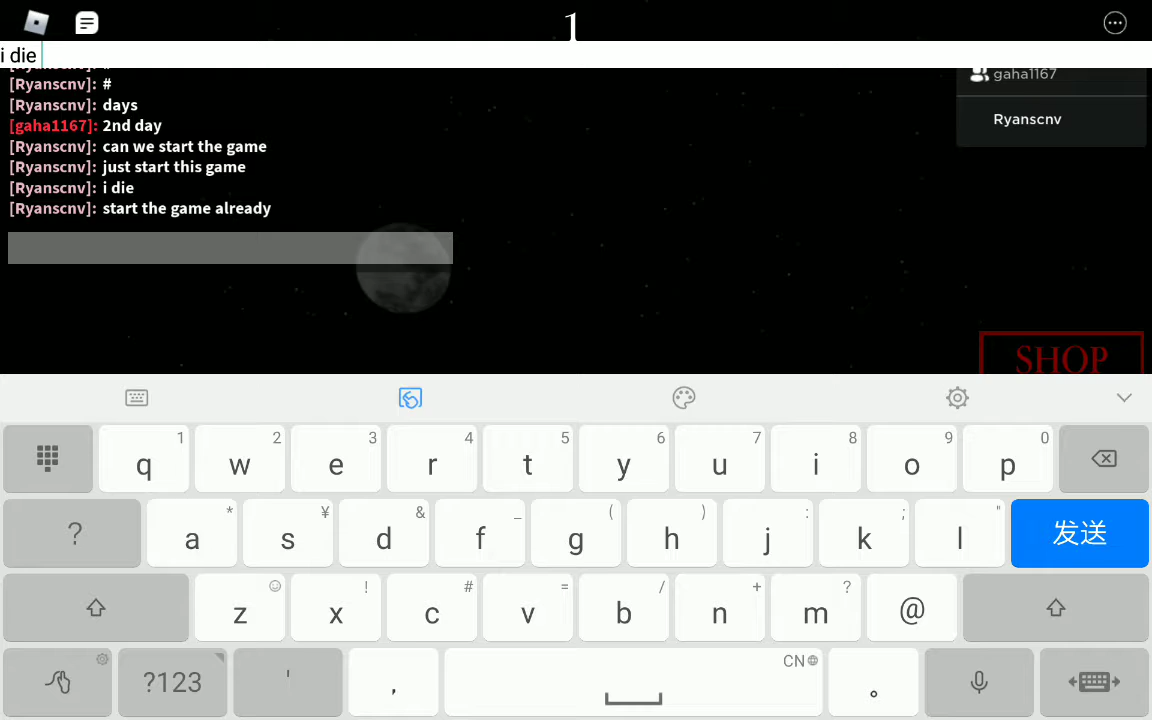 1
i die
gaha1167
[Ryanscnv]: #
Ryanscnv
[Ryanscnv]: days
[gaha1167]: 2nd day
[Ryanscnv]: can we start the game
[Ryanscnv]: just start this game
[Ryanscnv]: i die
[Ryanscnv]: start the game already
SHOP
1 2 3 4 5 6 7 8 9 0
q w e r t y u i o p
* ¥ & _ ( ) : ; "
? a s d f g h j k l 发送
! # = / + ?
z x c v b n m @
CN
?123 ' , 。